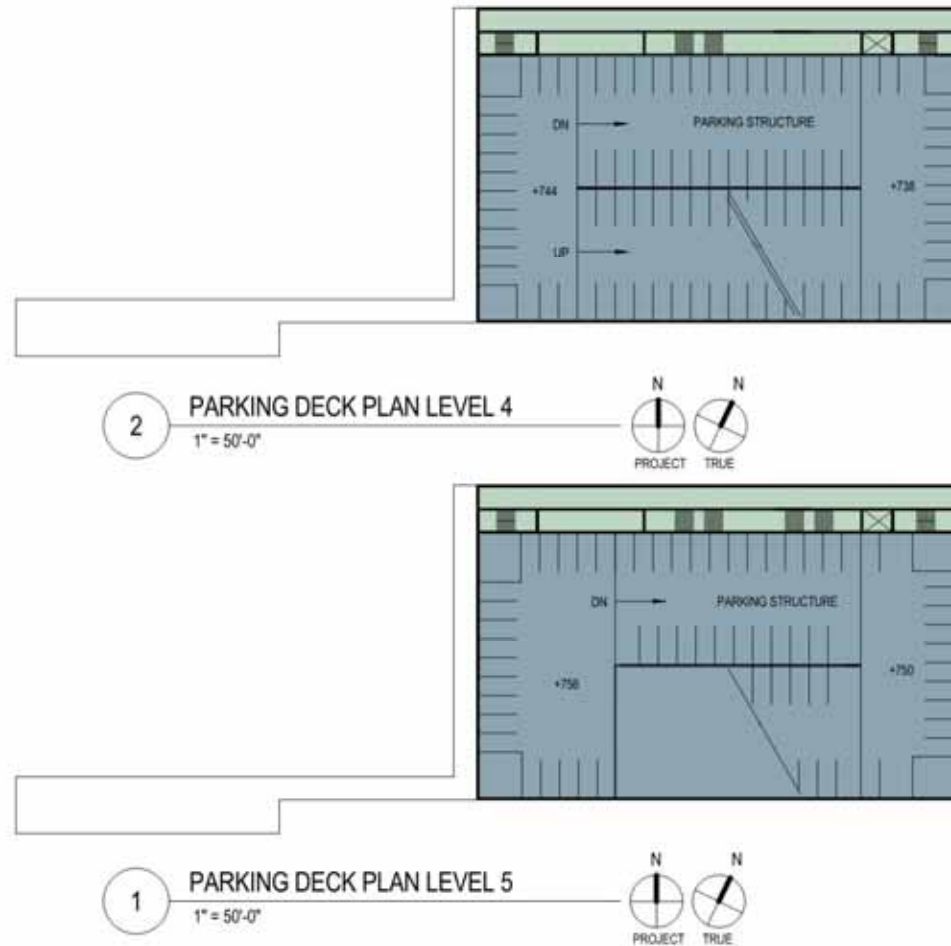 DN
PARKING STRUCTURE
+744
+738
UP
2
PARKING DECK PLAN LEVEL 4
1" = 50'-0"
N
N
PROJECT
TRUE
DN
PARKING STRUCTURE
+756
+750
1
PARKING DECK PLAN LEVEL 5
1" = 50'-0"
N
N
PROJECT
TRUE